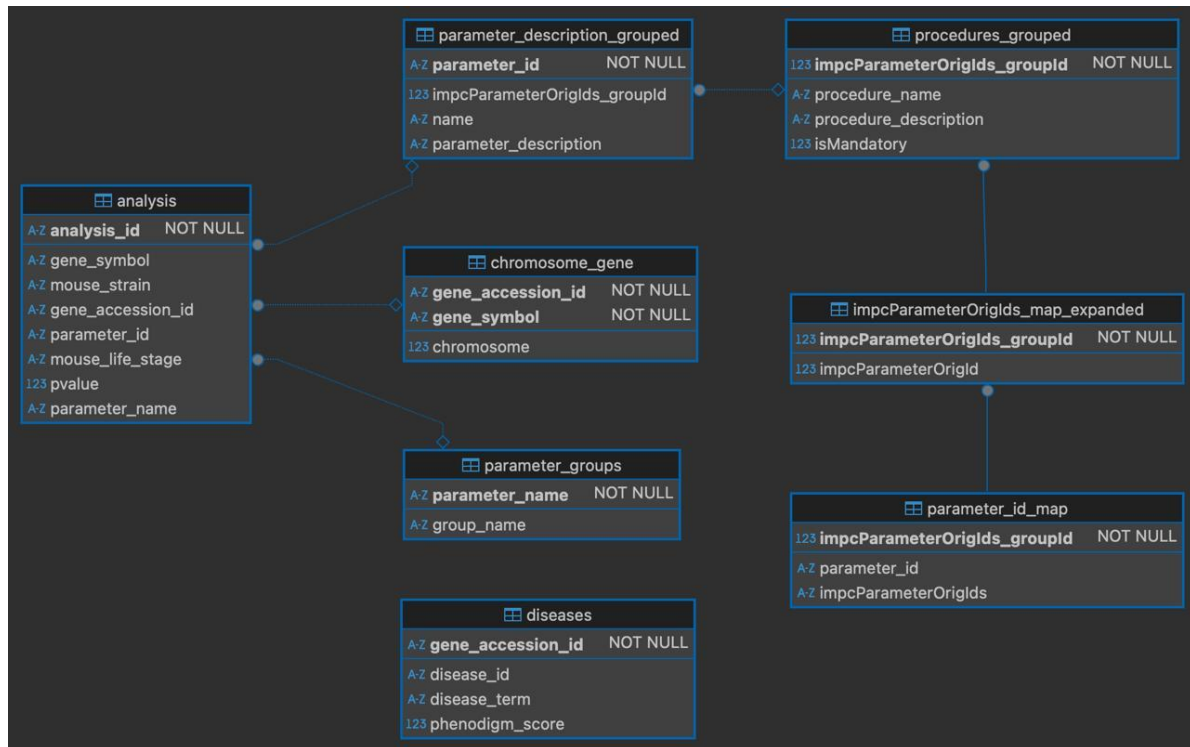 parameter_description_grouped
A-Z parameter_id NOT NULL
123 impcParameterOrigIds_groupId
A-Z name
A-Z parameter_description
procedures_grouped
123 impcParameterOrigIds_groupId NOT NULL
A-Z procedure_name
A-Z procedure_description
123 isMandatory
analysis
A-Z analysis_id NOT NULL
A-Z gene_symbol
A-Z mouse_strain
A-Z gene_accession_id
A-Z parameter_id
A-Z mouse_life_stage
123 pvalue
A-Z parameter_name
chromosome_gene
A-Z gene_accession_id NOT NULL
A-Z gene_symbol NOT NULL
123 chromosome
impcParameterOrigIds_map_expanded
123 impcParameterOrigIds_groupId NOT NULL
123 impcParameterOrigId
parameter_groups
A-Z parameter_name NOT NULL
A-Z group_name
parameter_id_map
123 impcParameterOrigIds_groupId NOT NULL
A-Z parameter_id
A-Z impcParameterOrigIds
diseases
A-Z gene_accession_id NOT NULL
A-Z disease_id
A-Z disease_term
123 phenodigm_score